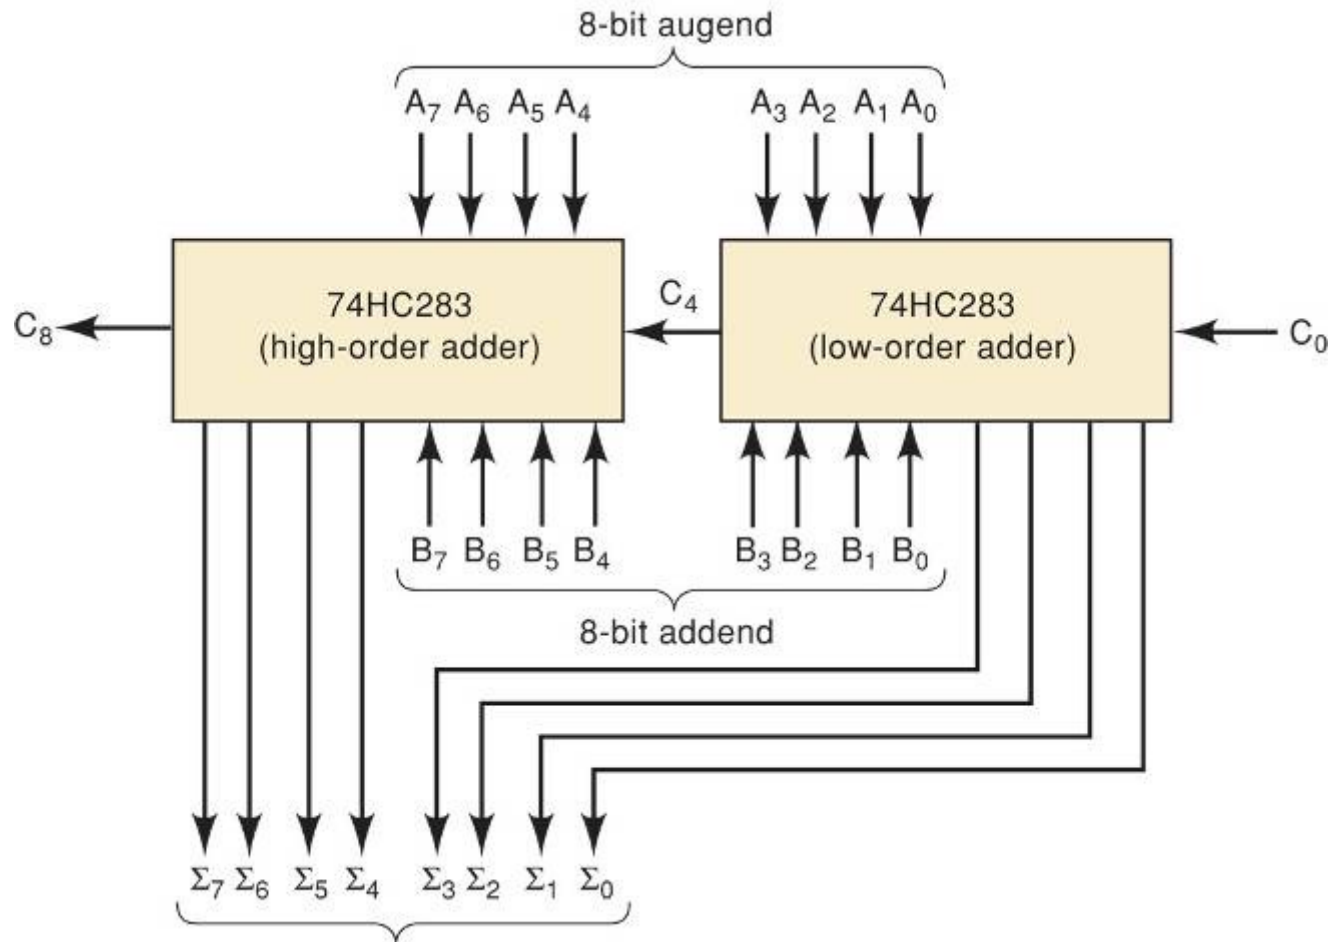 8-bit augend
A₇ A₆ A₅ A₄ A₃ A₂ A₁ A₀
74HC283
(high-order adder)
C₄
74HC283
(low-order adder)
C₈
C₀
B₇ B₆ B₅ B₄ B₃ B₂ B₁ B₀
8-bit addend
Σ₇ Σ₆ Σ₅ Σ₄ Σ₃ Σ₂ Σ₁ Σ₀